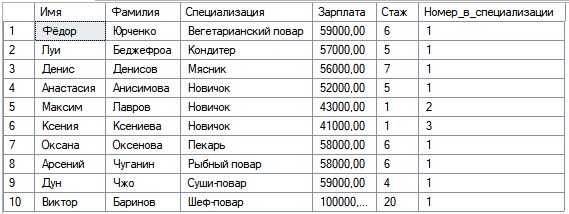 Имя Фамилия Специализация Зарплата Стаж Номер_в_специализации
1 Фёдор Юрченко Вегетарианский повар 59000,00 6 1
2 Луи Беджефроа Кондитер 57000,00 5 1
3 Денис Денисов Мясник 56000,00 7 1
4 Анастасия Анисимова Новичок 52000,00 5 1
5 Максим Лавров Новичок 43000,00 1 2
6 Ксения Ксениева Новичок 41000,00 1 3
7 Оксана Оксенова Пекарь 58000,00 6 1
8 Арсений Чуганин Рыбный повар 58000,00 6 1
9 Дун Чжо Суши-повар 59000,00 4 1
10 Виктор Баринов Шеф-повар 100000,... 20 1